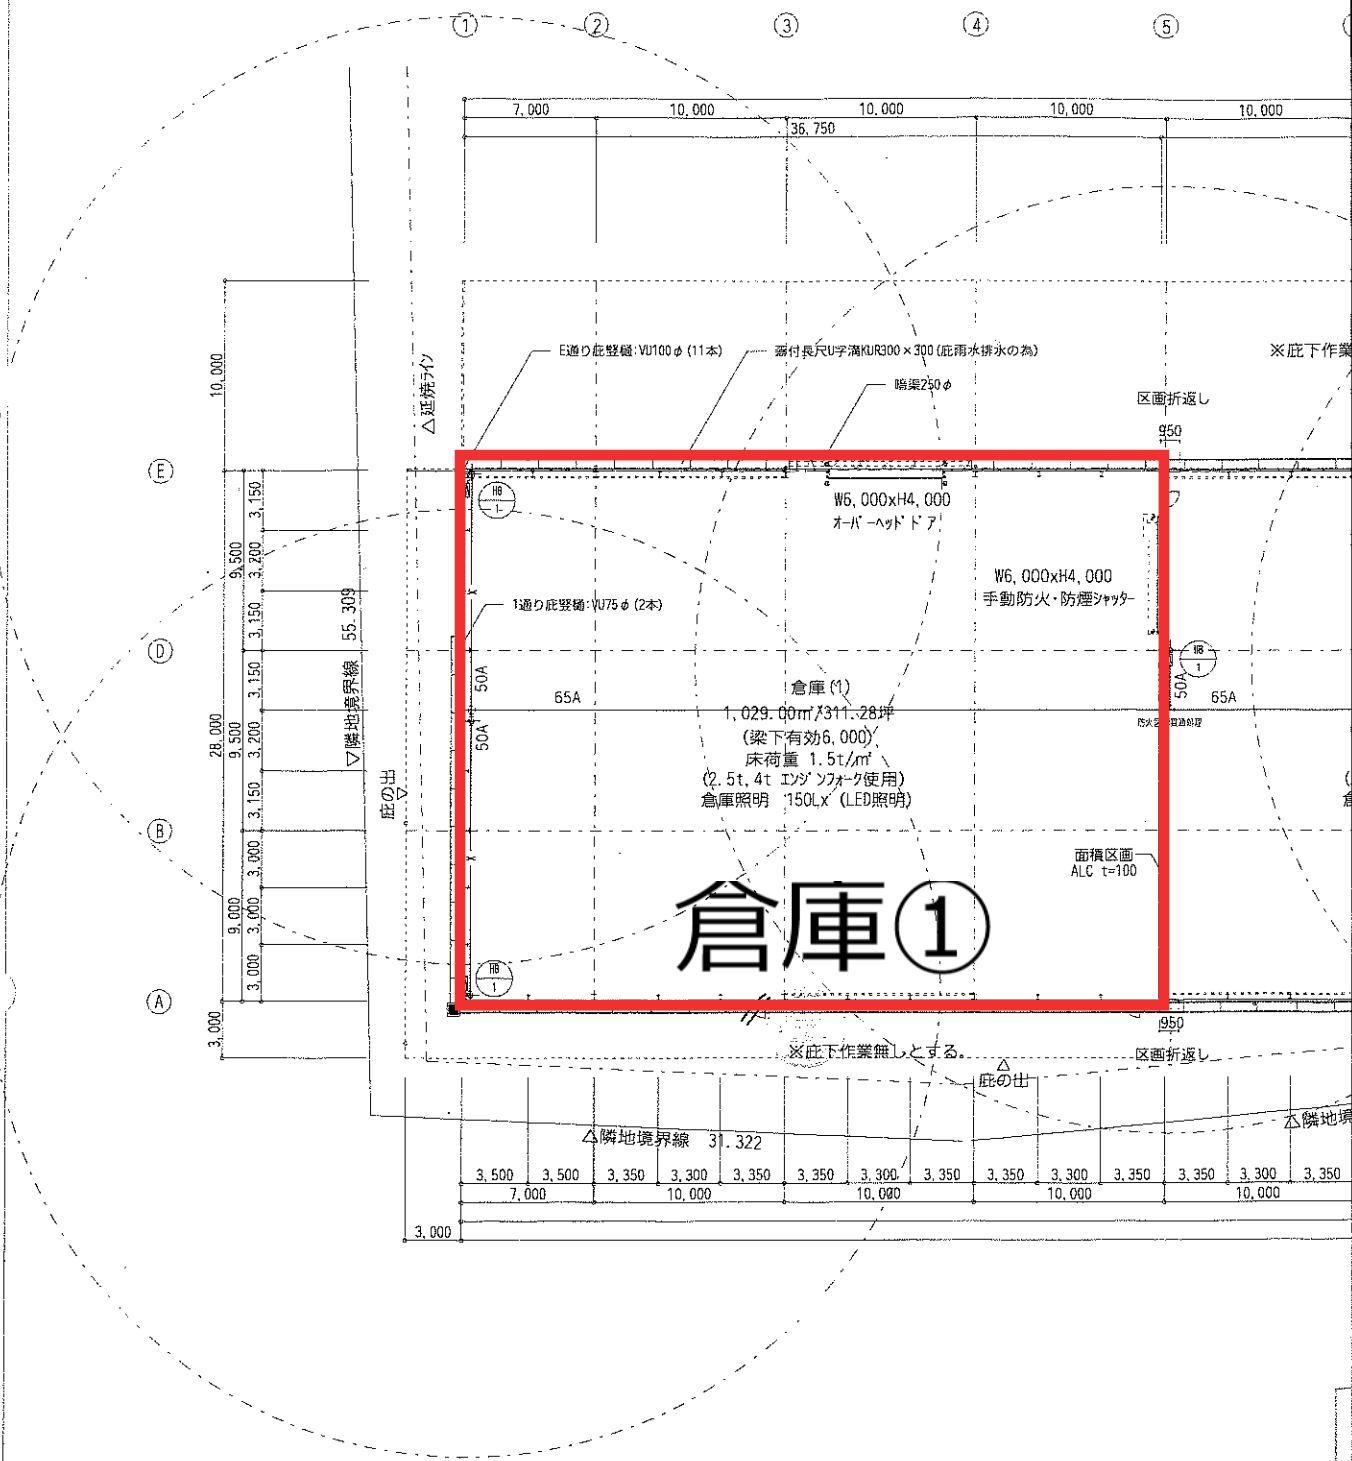 ① ② ③ ④ ⑤
7,000 10,000 10,000 10,000 10,000
36,750
10,000
△延焼ライン
E通り庇竪樋:VU100φ(11本)
蓋付長尺U字溝KUR300×300(庇雨水排水の為)
暗渠250φ
※庇下作業
区画折返し
950
Ⓔ
HB
1
W6,000xH4,000
オーバーヘッドドア
3,150
3,200
3,150
9,500
W6,000xH4,000
手動防火・防煙シャッター
1通り庇竪樋:VU75φ(2本)
55.309
▽隣地境界線
Ⓓ
HB
1
50A
50A
65A
50A
65A
3,150
3,200
3,150
9,500
28,000
倉庫(1)
1,029.00㎡/311.28坪
(梁下有効6,000)
床荷重 1.5t/㎡
(2.5t,4t エンジンフォーク使用)
倉庫照明 150Lx (LED照明)
庇の出
▽
Ⓑ
面積区画
ALC t=100
3,000
3,000
3,000
9,000
倉庫①
HB
1
Ⓐ
3,000
950
※庇下作業無しとする。
区画折返し
△
庇の出
△隣地境界線 31.322
△隣地境
3,500 3,500 3,350 3,300 3,350 3,350 3,300 3,350 3,350 3,300 3,350 3,350 3,300 3,350
7,000 10,000 10,000 10,000 10,000
3,000